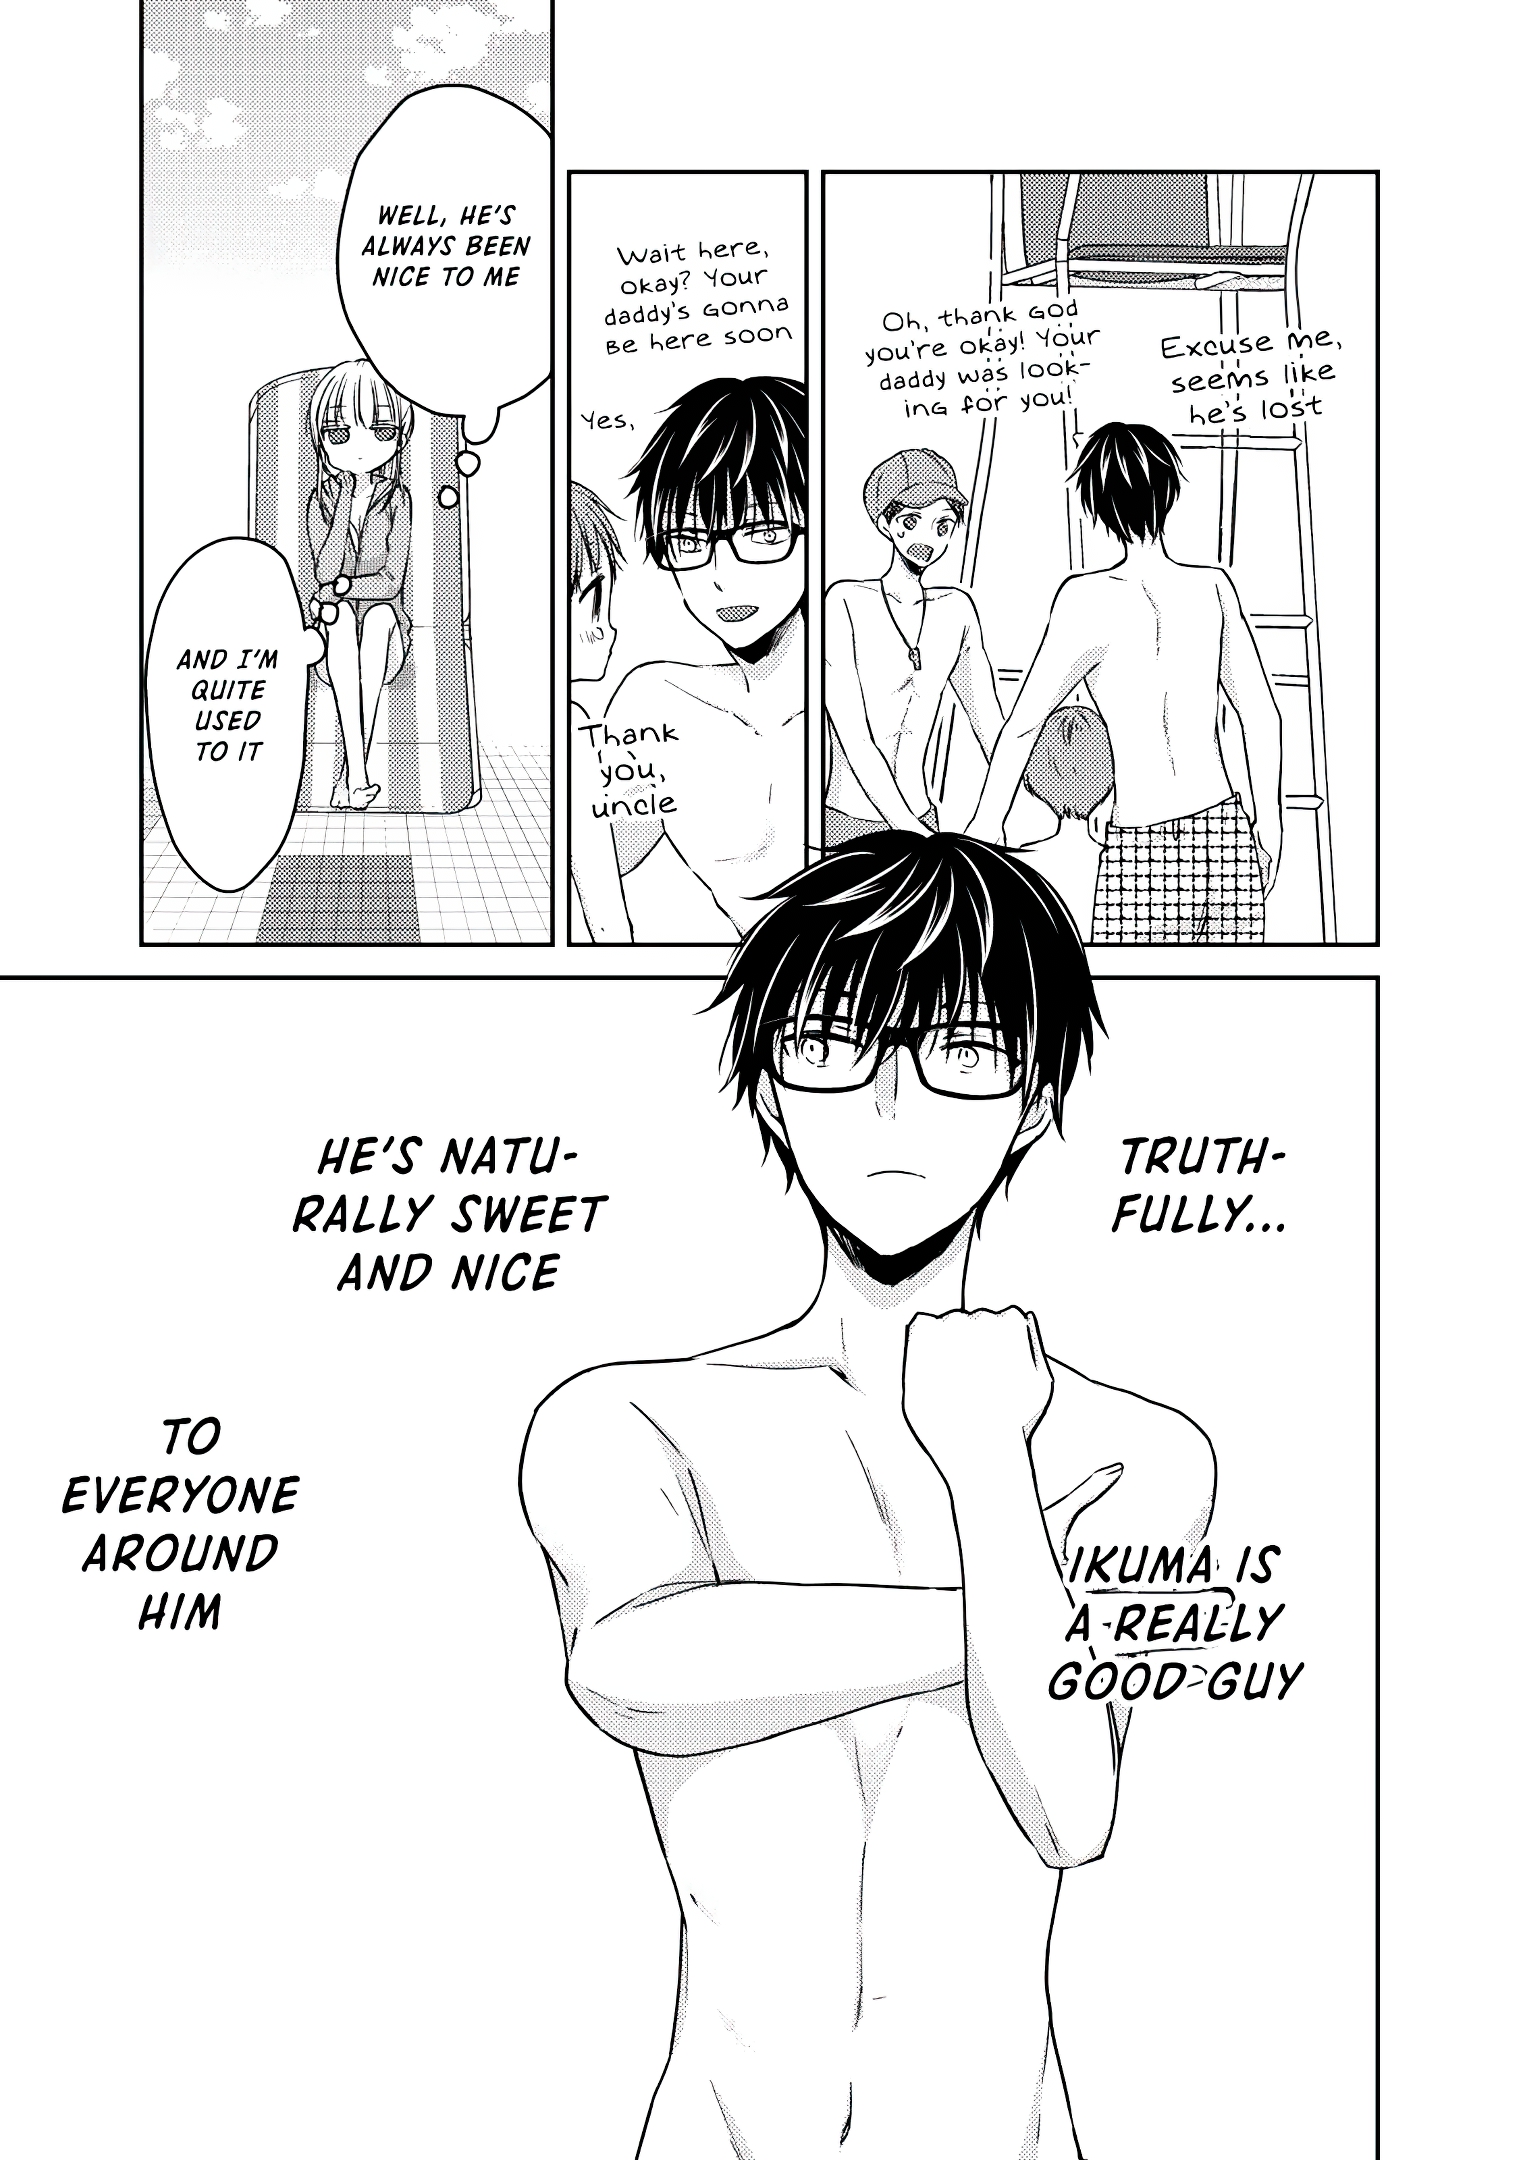 Excuse me,
seems like
he's lost
Oh, thank God
you're okay! Your
daddy was look-
ing for you!
Wait here,
okay? Your
daddy's gonna
be here soon
Yes,
Thank
you,
uncle
WELL, HE'S
ALWAYS BEEN
NICE TO ME
AND I'M
QUITE
USED
TO IT
TRUTH-
FULLY...
IKUMA IS
A REALLY
GOOD GUY
HE'S NATU-
RALLY SWEET
AND NICE
TO
EVERYONE
AROUND
HIM